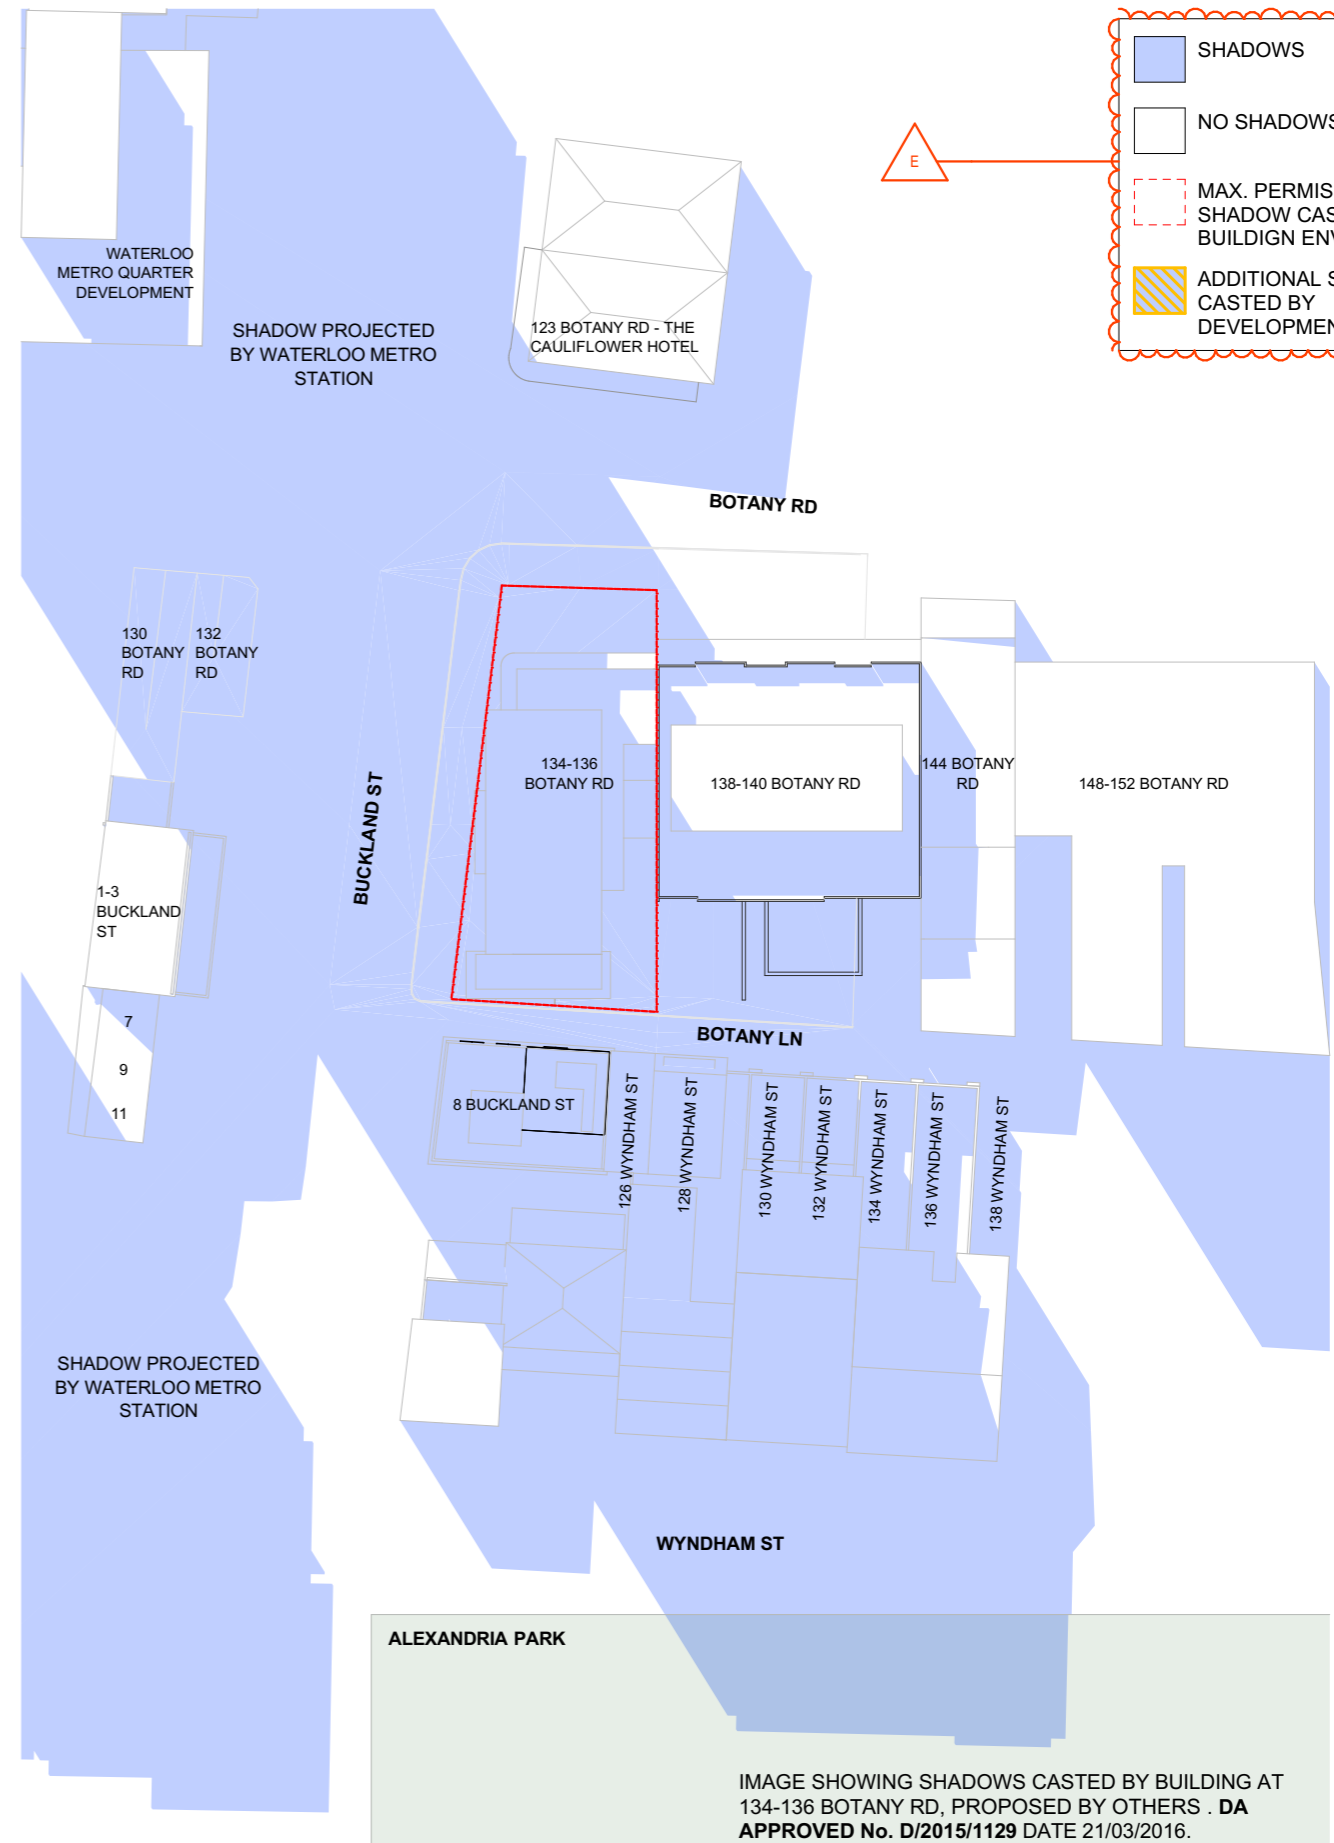 SHADOWS
NO SHADOWS
MAX. PERMIS
SHADOW CAS
BUILDIGN ENV
ADDITIONAL S
CASTED BY
DEVELOPMEN
E
WATERLOO
METRO QUARTER
DEVELOPMENT
SHADOW PROJECTED
BY WATERLOO METRO
STATION
123 BOTANY RD - THE
CAULIFLOWER HOTEL
BOTANY RD
130
BOTANY
RD
132
BOTANY
RD
134-136
BOTANY RD
138-140 BOTANY RD
144 BOTANY
RD
148-152 BOTANY RD
BUCKLAND ST
1-3
BUCKLAND
ST
7
9
11
BOTANY LN
8 BUCKLAND ST
126 WYNDHAM ST
128 WYNDHAM ST
130 WYNDHAM ST
132 WYNDHAM ST
134 WYNDHAM ST
136 WYNDHAM ST
138 WYNDHAM ST
SHADOW PROJECTED
BY WATERLOO METRO
STATION
WYNDHAM ST
ALEXANDRIA PARK
IMAGE SHOWING SHADOWS CASTED BY BUILDING AT
134-136 BOTANY RD, PROPOSED BY OTHERS . DA
APPROVED No. D/2015/1129 DATE 21/03/2016.